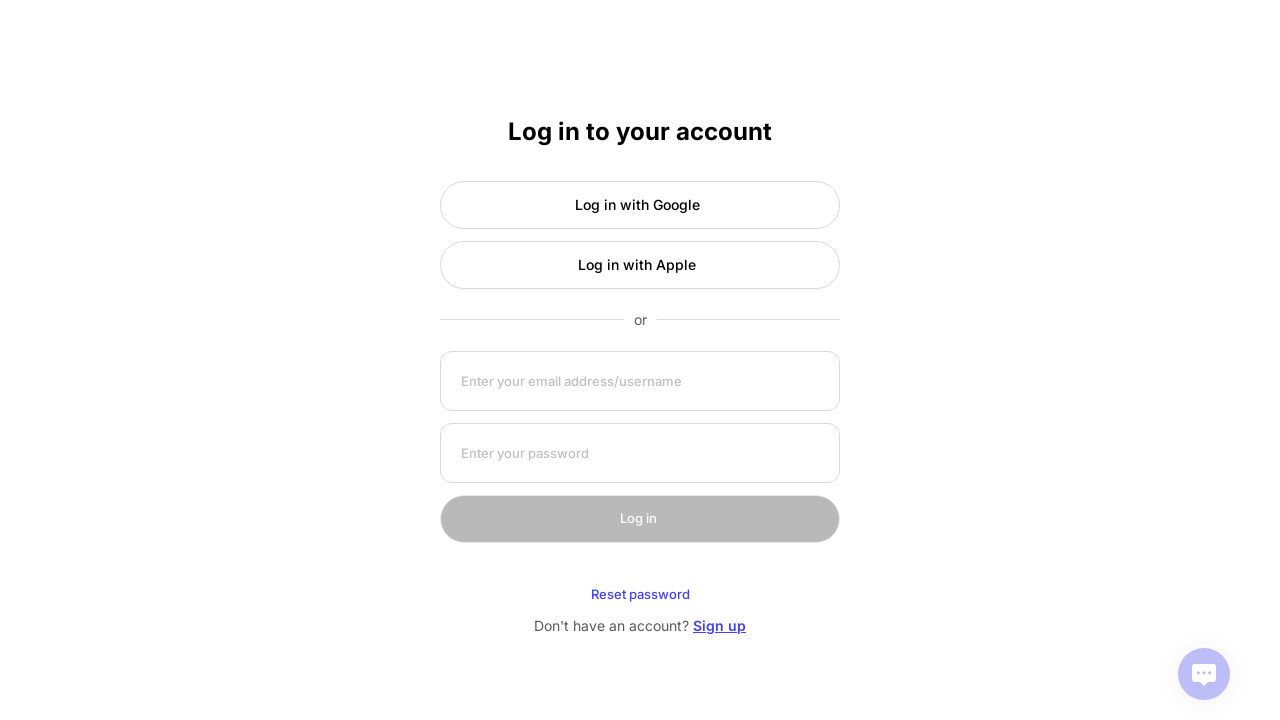 Log in to your account
Log in with Google
Log in with Apple
or
Enter your email address/username
Enter your password
Log in
Reset password
Don't have an account? Sign up